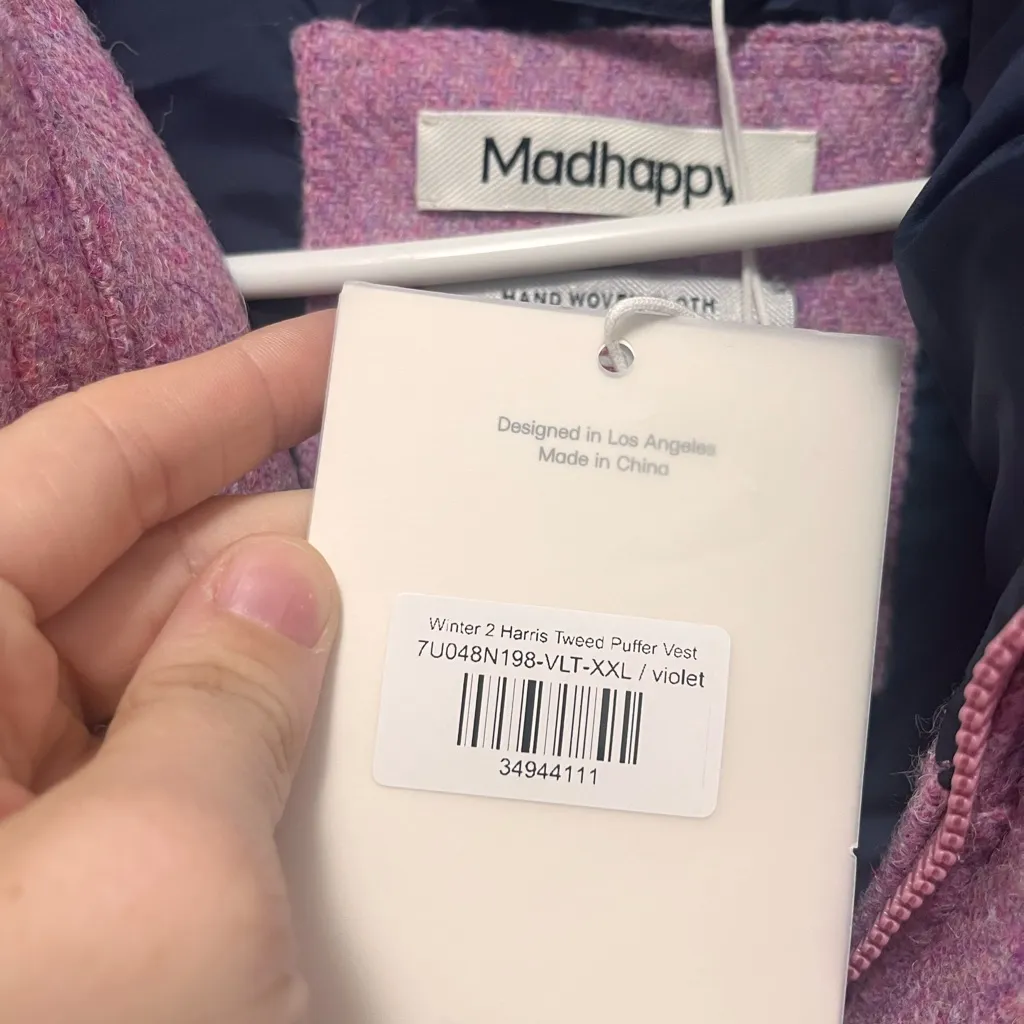 Madhappy
HAND
Designed in Los Angeles
Made in China
Winter 2 Harris Tweed Puffer Vest
7U048N198-VLT-XXL / violet
34944111